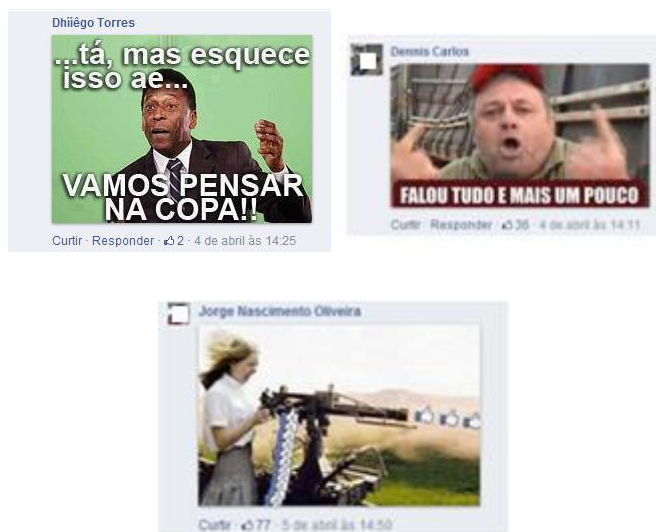 Dhiiêgo Torres
...tá, mas esquece
isso ae...
VAMOS PENSAR
NA COPA!!
Curtir · Responder · 2 · 4 de abril às 14:25
Dennis Carlos
FALOU TUDO E MAIS UM POUCO
Curtir · Responder · 36 · 4 de abril às 14:11
Jorge Nascimento Oliveira
Curtir · 77 · 5 de abril às 14:50